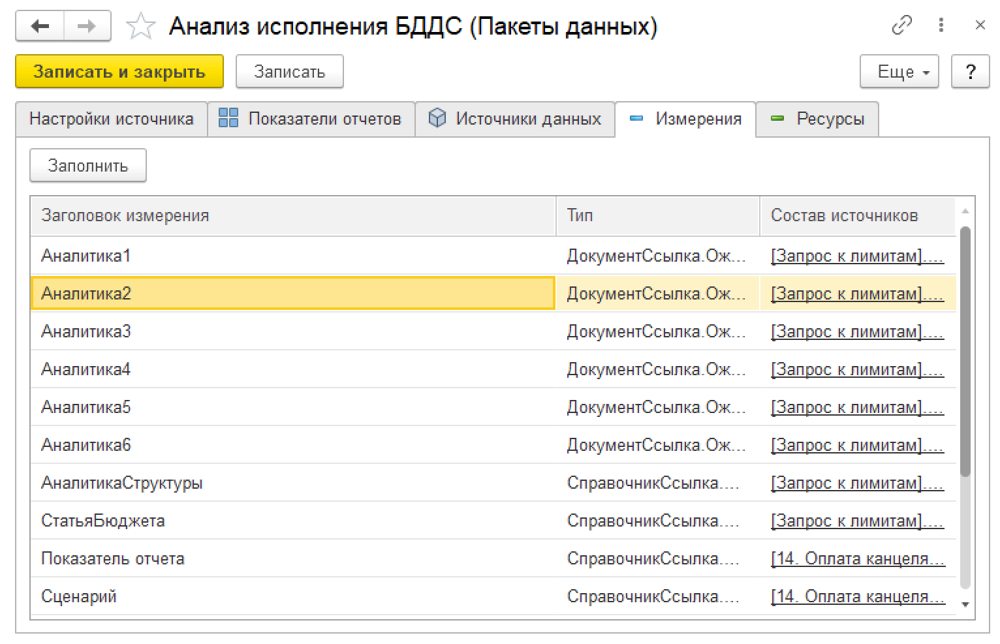 Анализ исполнения БДДС (Пакеты данных)
Записать и закрыть Записать Еще ?
Настройки источника Показатели отчетов Источники данных Измерения Ресурсы
Заполнить
Заголовок измерения Тип Состав источников
Аналитика1 ДокументСсылка.Ож... [Запрос к лимитам]....
Аналитика2 ДокументСсылка.Ож... [Запрос к лимитам]....
Аналитика3 ДокументСсылка.Ож... [Запрос к лимитам]....
Аналитика4 ДокументСсылка.Ож... [Запрос к лимитам]....
Аналитика5 ДокументСсылка.Ож... [Запрос к лимитам]....
Аналитика6 ДокументСсылка.Ож... [Запрос к лимитам]....
АналитикаСтруктуры СправочникСсылка.... [Запрос к лимитам]....
СтатьяБюджета СправочникСсылка.... [Запрос к лимитам]....
Показатель отчета СправочникСсылка.... [14. Оплата канцеля...
Сценарий СправочникСсылка.... [14. Оплата канцеля...